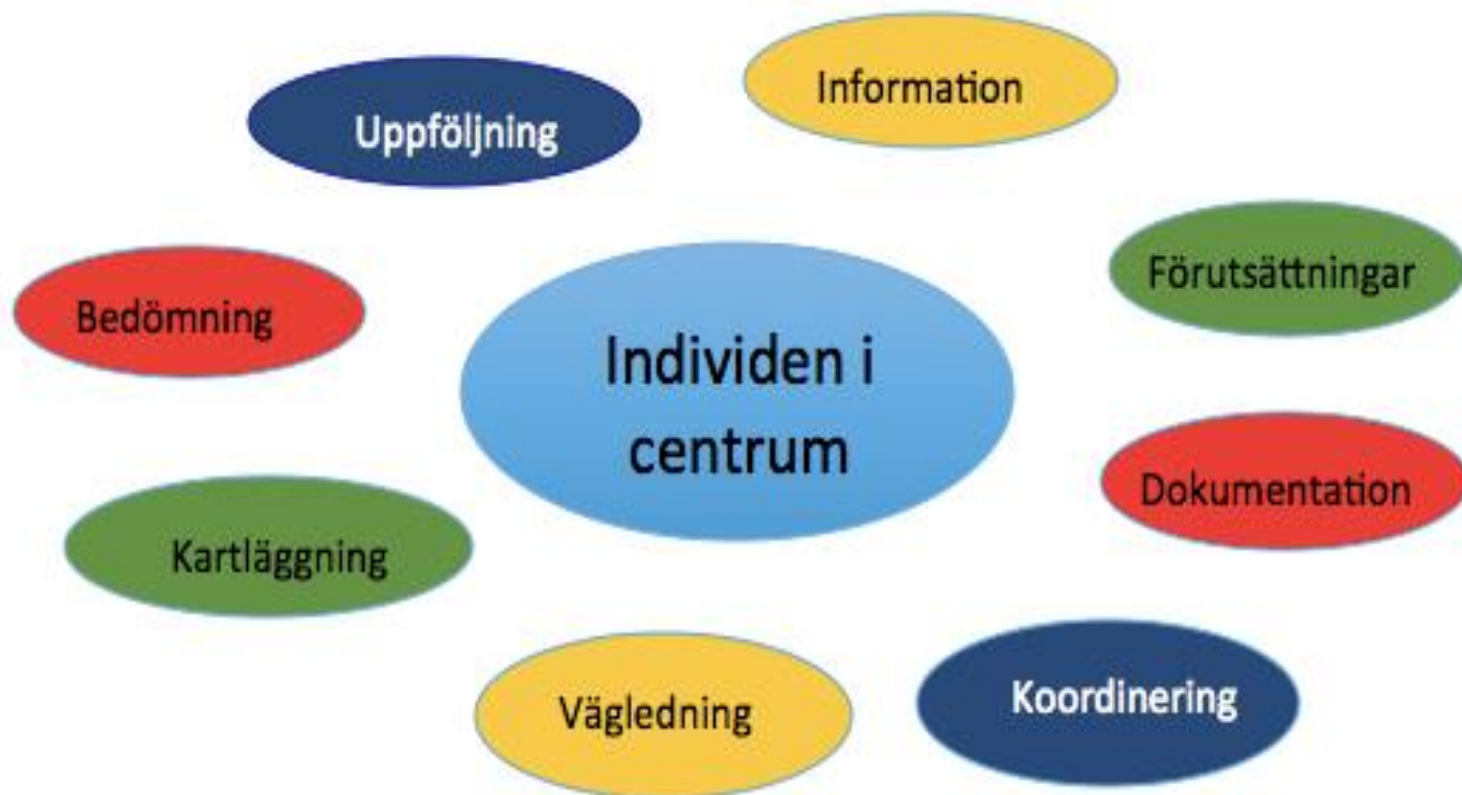 Information
Uppföljning
Förutsättningar
Bedömning
Individen i
centrum
Dokumentation
Kartläggning
Koordinering
Vägledning